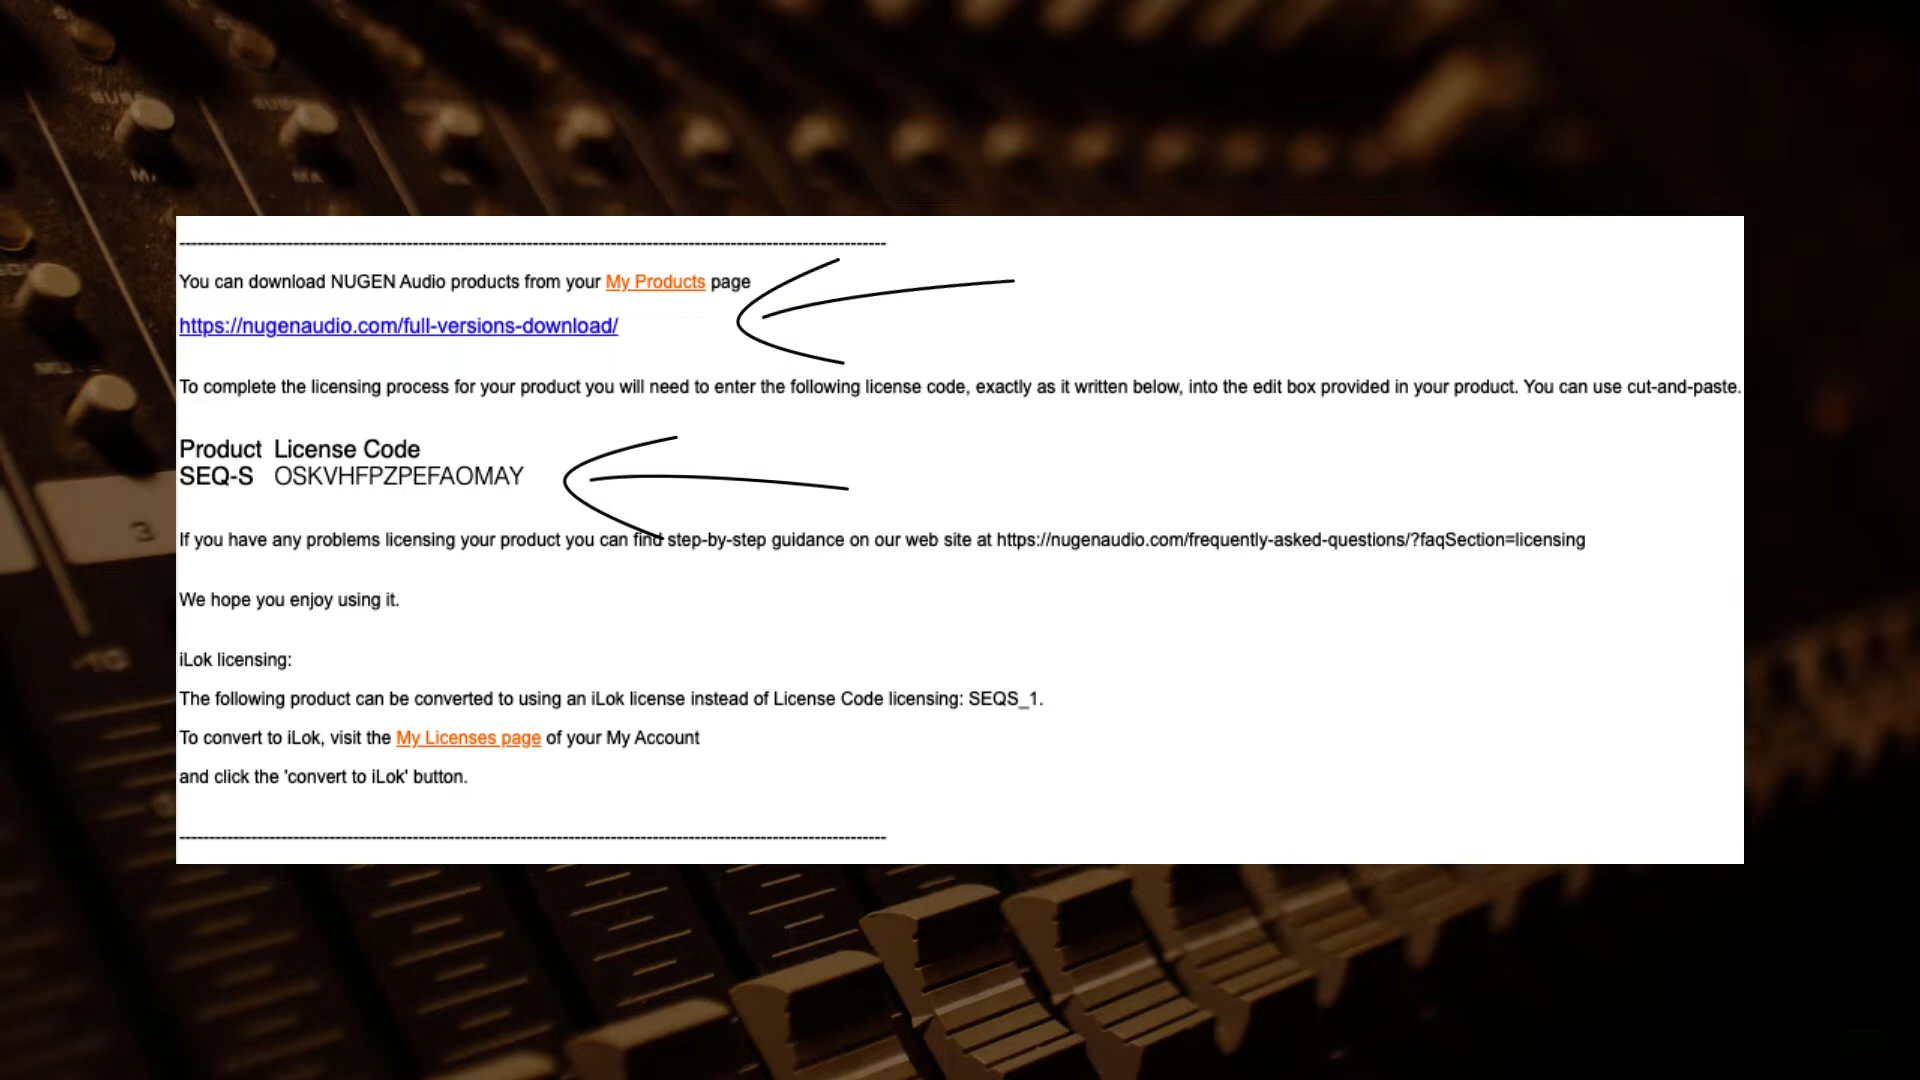 You can download NUGEN Audio products from your My Products page
https://nugenaudio.com/full-versions-download/
To complete the licensing process for your product you will need to enter the following license code, exactly as it written below, into the edit box provided in your product. You can use cut-and-paste.
Product License Code
SEQ-S OSKVHFPZPEFAOMAY
If you have any problems licensing your product you can find step-by-step guidance on our web site at https://nugenaudio.com/frequently-asked-questions/?faqSection=licensing
We hope you enjoy using it.
iLok licensing:
The following product can be converted to using an iLok license instead of License Code licensing: SEQS_1.
To convert to iLok, visit the My Licenses page of your My Account
and click the 'convert to iLok' button.
3